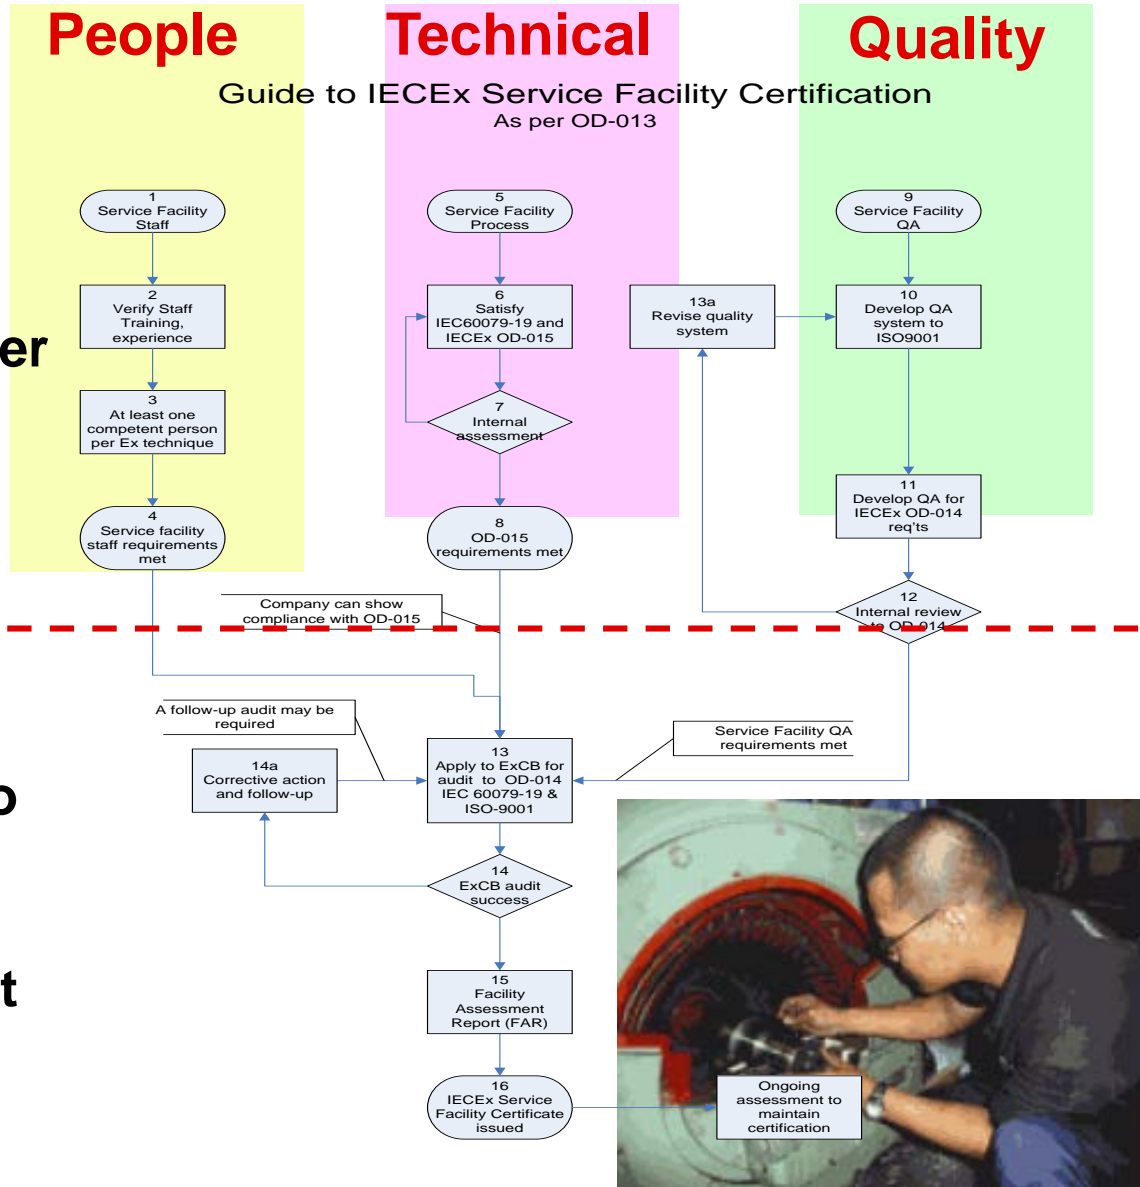 People
Technical
Quality
Guide to IECEx Service Facility Certification
As per OD-013
1
Service Facility
Staff
2
Verify Staff
Training,
experience
3
At least one
competent person
per Ex technique
4
Service facility
staff requirements
met
5
Service Facility
Process
6
Satisfy
IEC60079-19 and
IECEx OD-015
7
Internal
assessment
8
OD-015
requirements met
9
Service Facility
QA
10
Develop QA
system to
ISO9001
13a
Revise quality
system
11
Develop QA for
IECEx OD-014
req'ts
12
Internal review
to OD-014
er
Company can show
compliance with OD-015
A follow-up audit may be
required
Service Facility QA
requirements met
13
Apply to ExCB for
audit to OD-014
IEC 60079-19 &
ISO-9001
14a
Corrective action
and follow-up
o
14
ExCB audit
success
t
15
Facility
Assessment
Report (FAR)
16
IECEx Service
Facility Certificate
issued
Ongoing
assessment to
maintain
certification